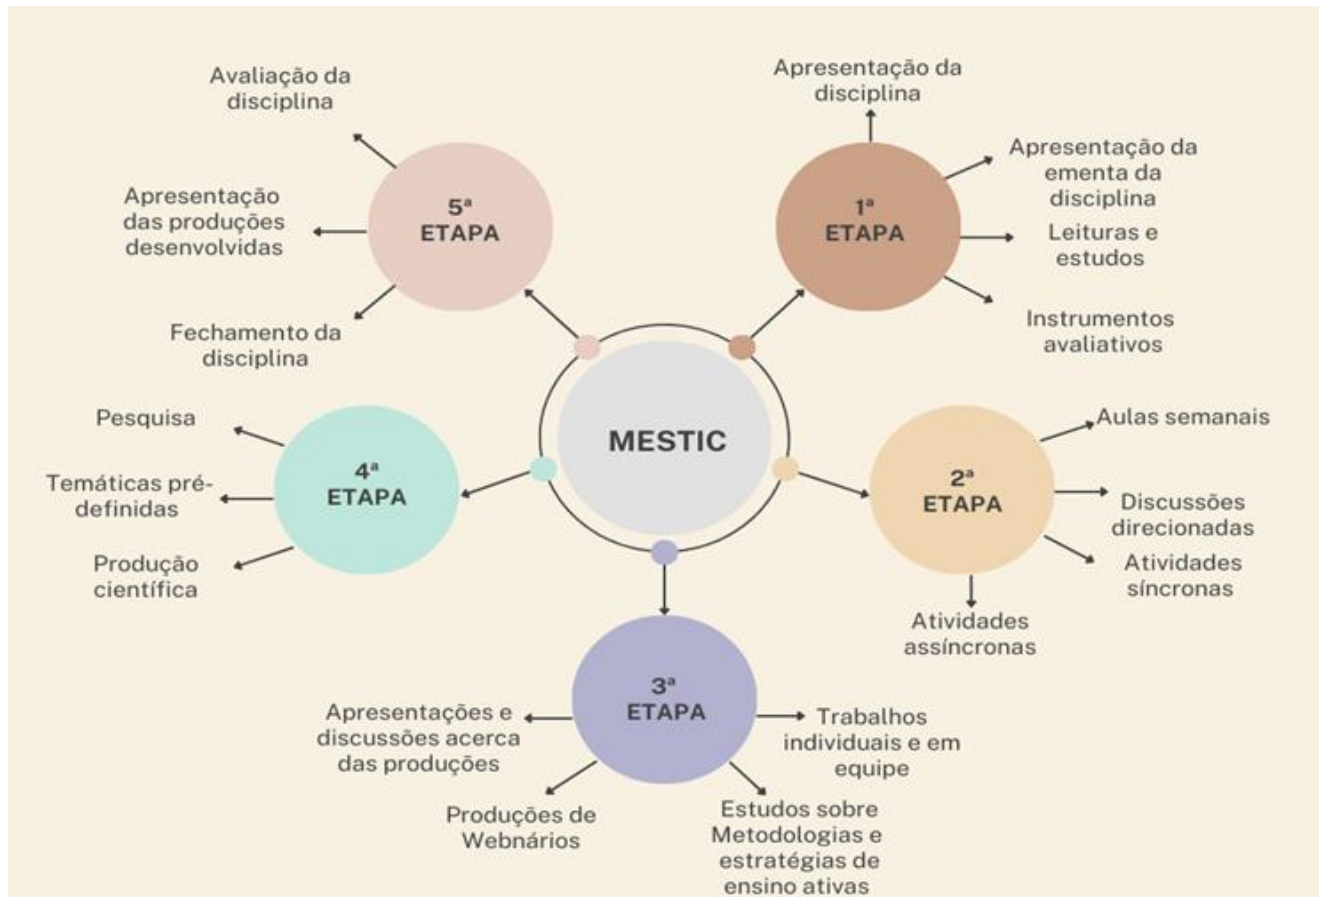 MESTIC
1ª
ETAPA
Apresentação da
disciplina
Apresentação da
ementa da
disciplina
Leituras e
estudos
Instrumentos
avaliativos
2ª
ETAPA
Aulas semanais
Discussões
direcionadas
Atividades
síncronas
Atividades
assíncronas
3ª
ETAPA
Trabalhos
individuais e em
equipe
Estudos sobre
Metodologias e
estratégias de
ensino ativas
Produções de
Webnários
Apresentações e
discussões acerca
das produções
4ª
ETAPA
Pesquisa
Temáticas pré-
definidas
Produção
científica
5ª
ETAPA
Avaliação da
disciplina
Apresentação
das produções
desenvolvidas
Fechamento da
disciplina